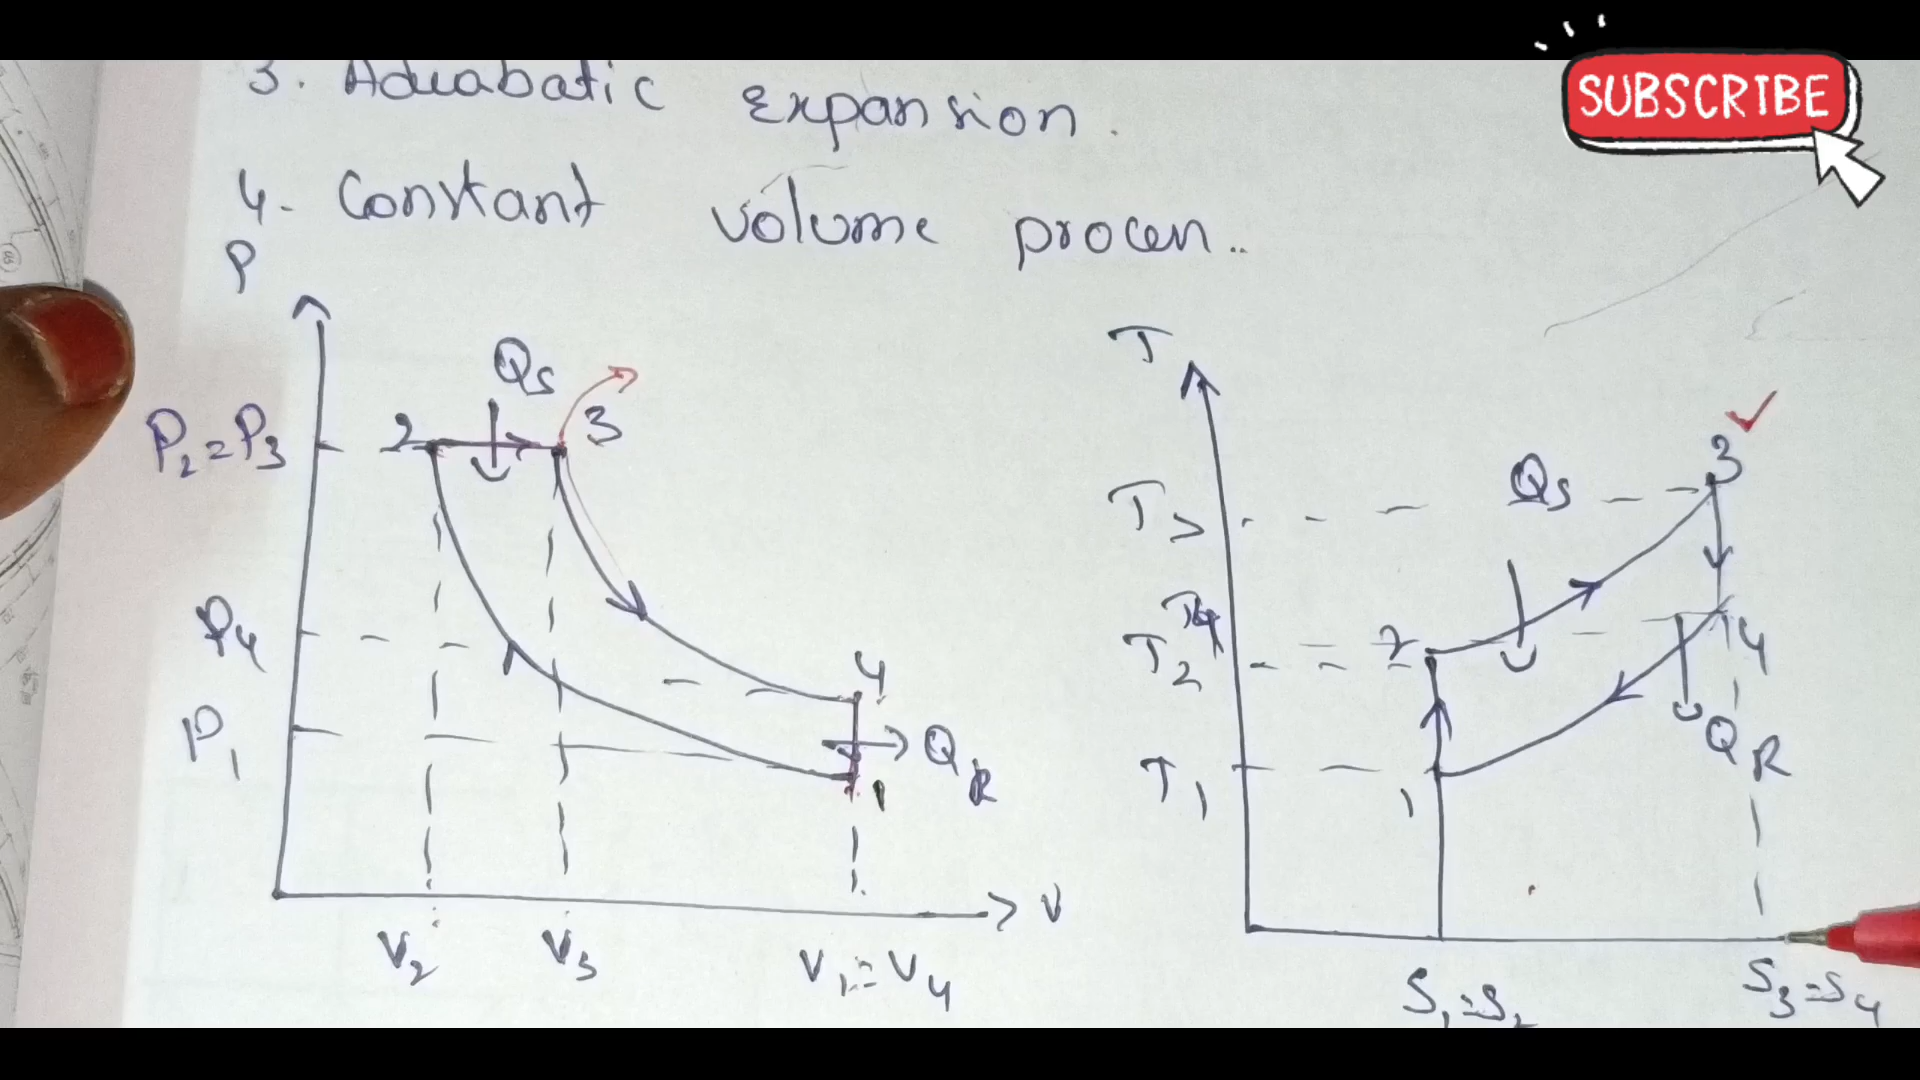 3. Adiabatic Expansion.
SUBSCRIBE
4. Constant volume process..
P
T
Qs
P2=P3
2
3
3
Qs
T3
P4
T4
T2
2
4
4
P1
QR
QR
T1
1
1
V
V2
V3
V1=V4
S1=S2
S3=S4